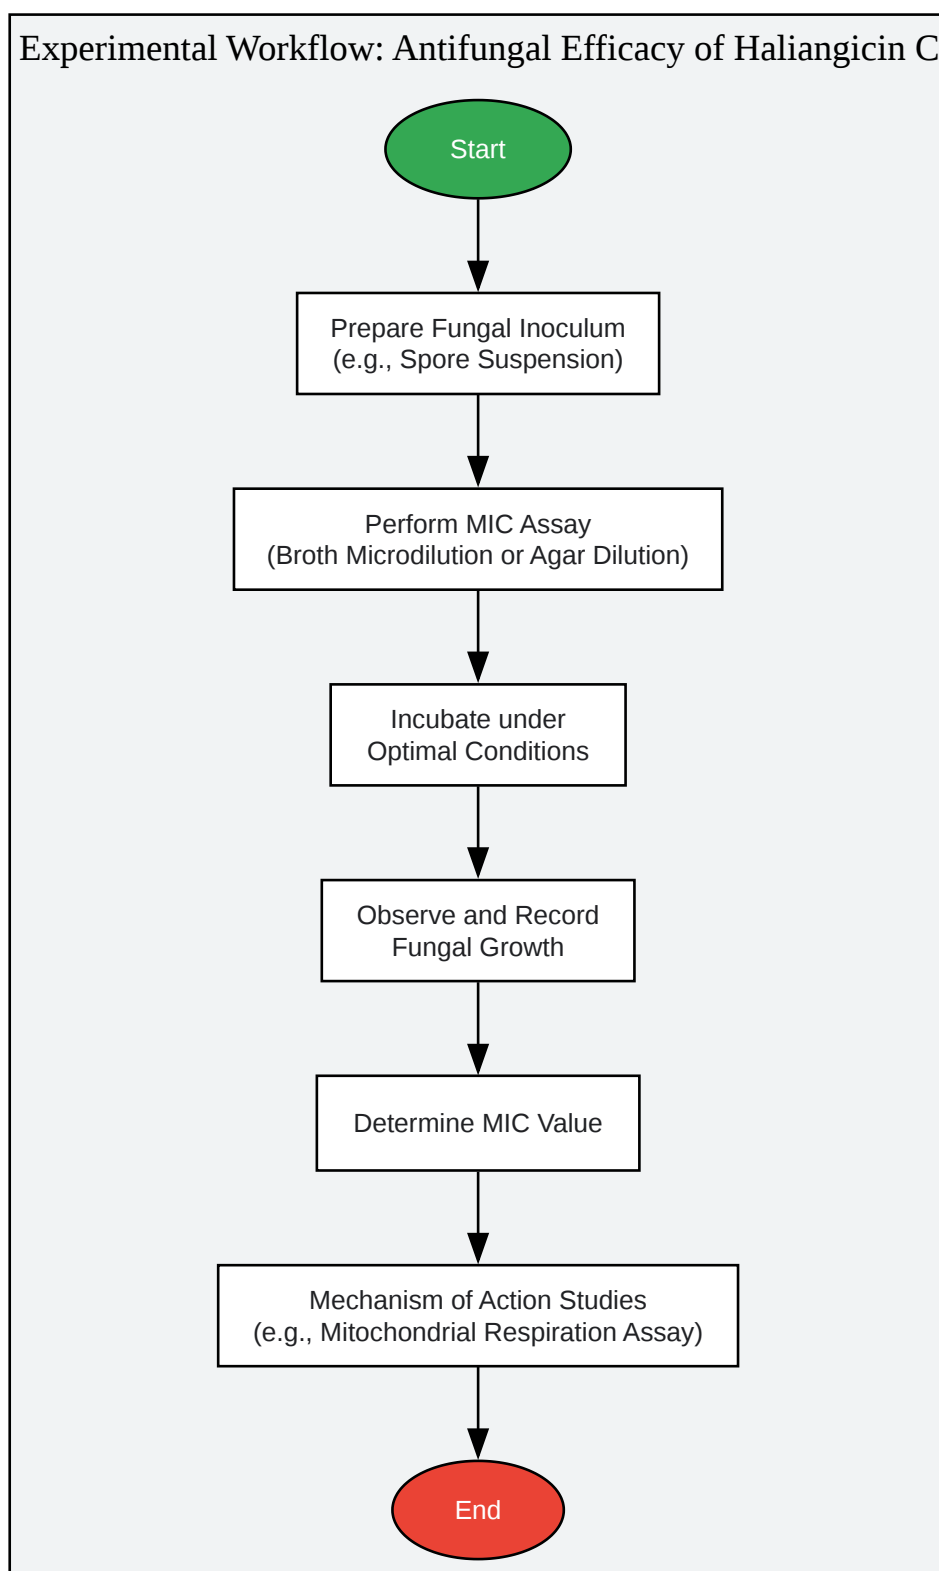 Experimental Workflow: Antifungal Efficacy of Haliangicin C
Start
Prepare Fungal Inoculum
(e.g., Spore Suspension)
Perform MIC Assay
(Broth Microdilution or Agar Dilution)
Incubate under
Optimal Conditions
Observe and Record
Fungal Growth
Determine MIC Value
Mechanism of Action Studies
(e.g., Mitochondrial Respiration Assay)
End